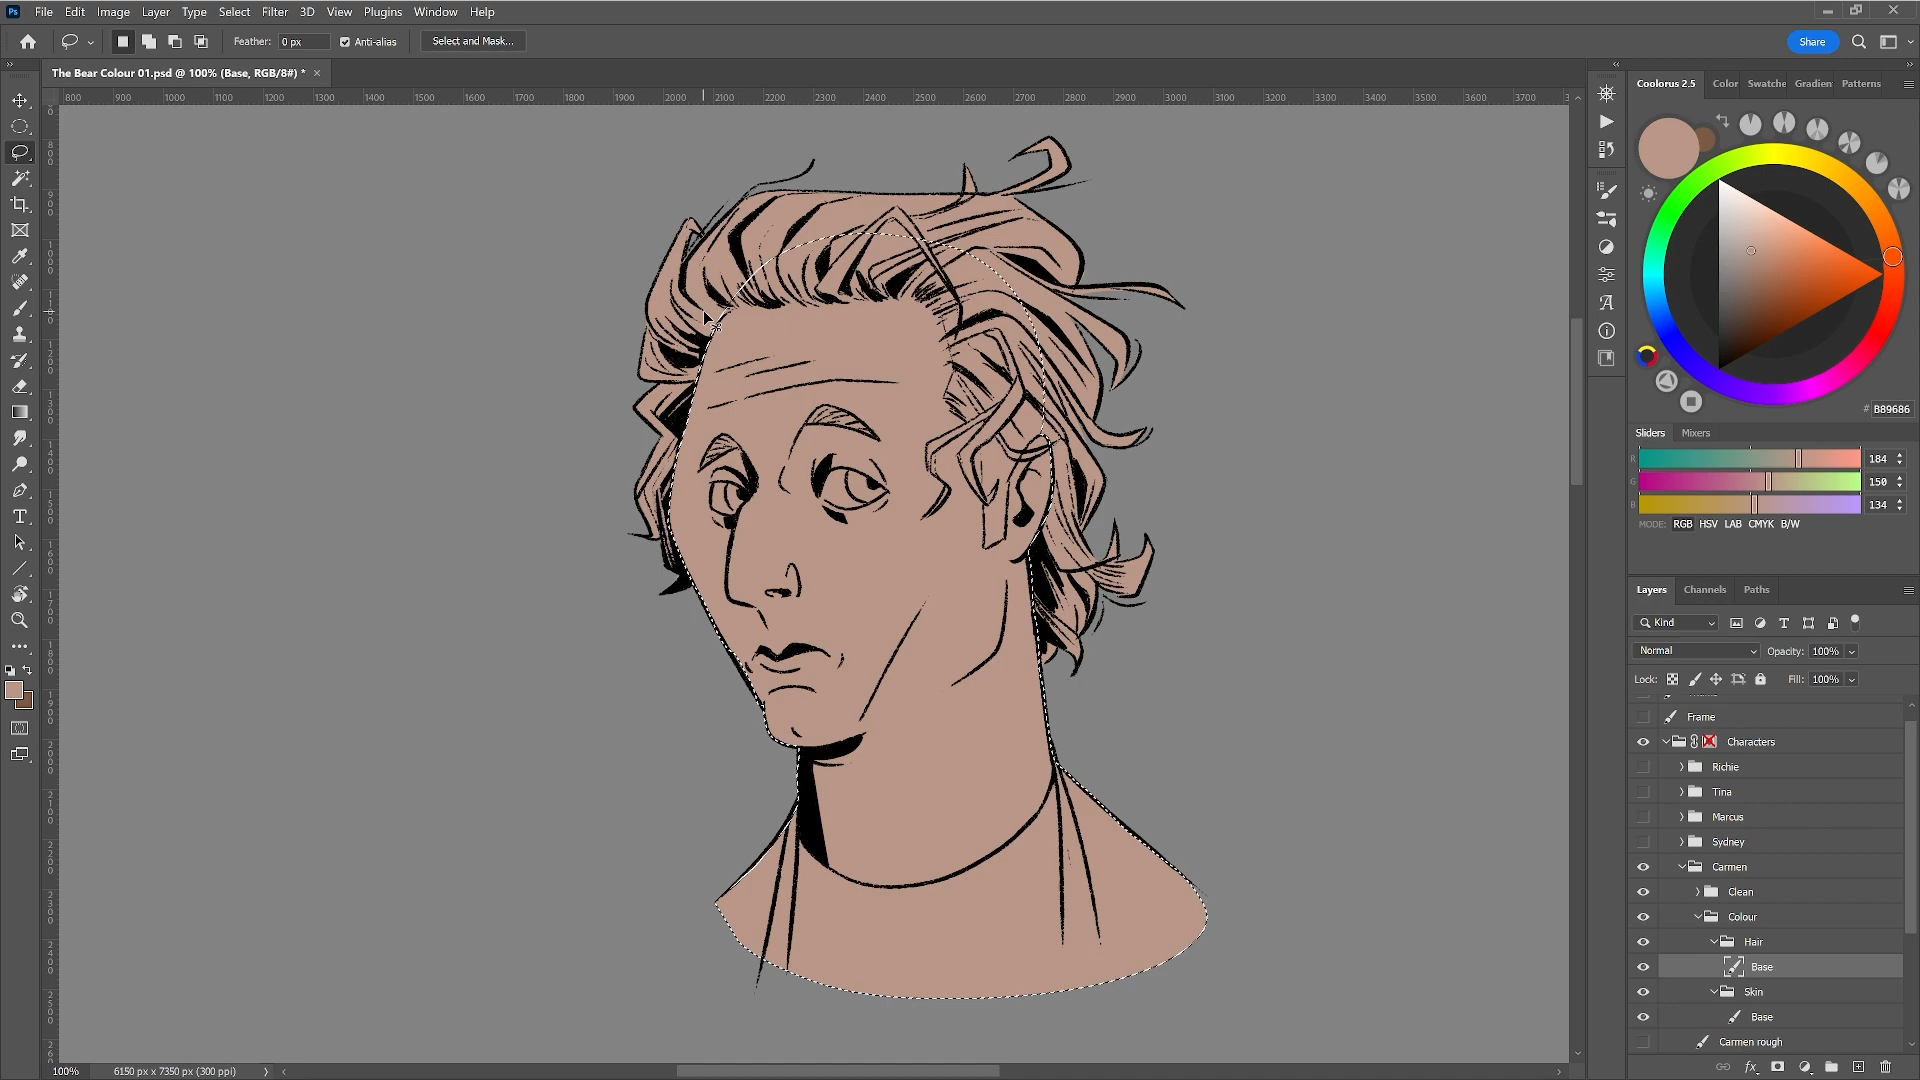 Ps File Edit Image Layer Type Select Filter 3D View Plugins Window Help
Feather: 0 px Anti-alias Select and Mask... Share
The Bear Colour 01.psd @ 100% (Base, RGB/8#) * ×
Coolorus 2.5 Color Swatche Gradien Patterns
800 900 1000 1100 1200 1300 1400 1500 1600 1700 1800 1900 2000 2100 2200 2300 2400 2500 2600 2700 2800 2900 3000 3100 3200 3300 3400 3500 3600 3700
# B89686
Sliders Mixers
R 184
G 150
B 134
MODE: RGB HSV LAB CMYK B/W
Layers Channels Paths
Kind
Normal Opacity: 100%
Lock: Fill: 100%
Frame
Characters
Richie
Tina
Marcus
Sydney
Carmen
Clean
Colour
Hair
Base
Skin
Base
Carmen rough
100% 6150 px x 7350 px (300 ppi)